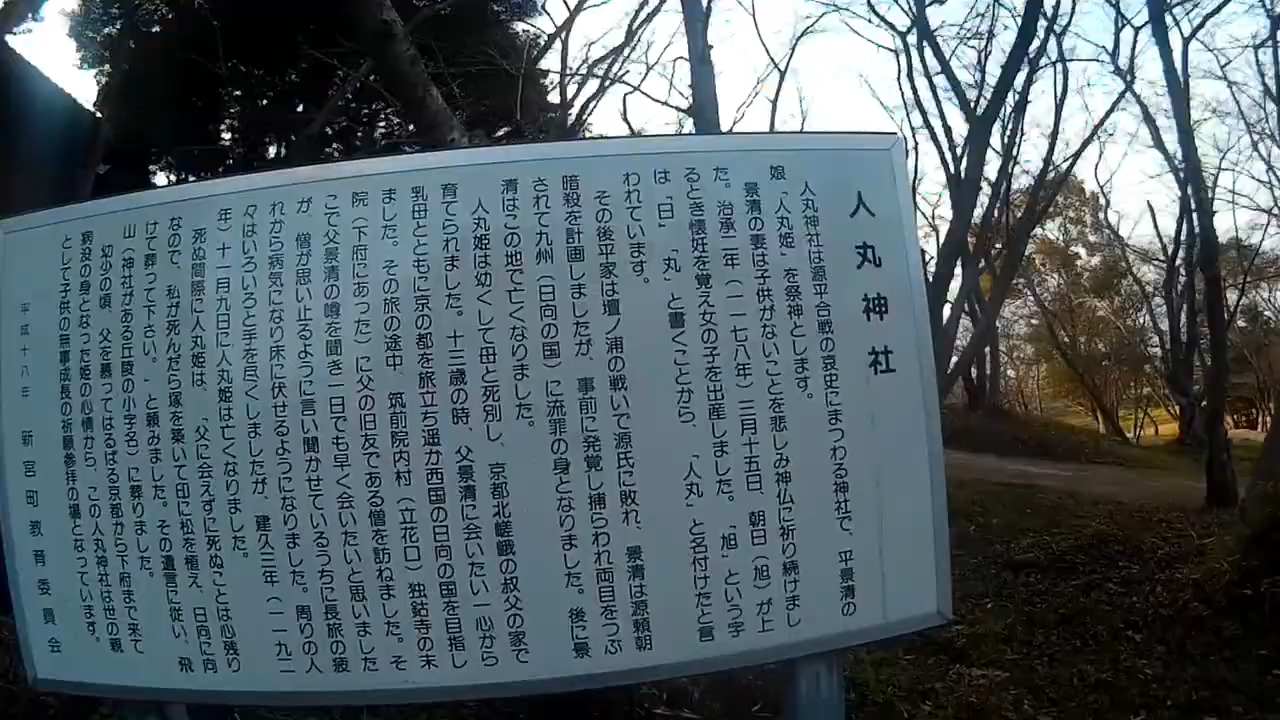 人丸神社
人丸神社は源平合戦の哀史にまつわる神社で、平景清の
娘「人丸姫」を祭神とします。
景清の妻は子供がないことを悲しみ神仏に祈り続けまし
た。治承二年（一一七八年）三月十五日、朝日（旭）が上
るとき懐妊を覚え女の子を出産しました。「旭」という字
は「日」「丸」と書くことから、「人丸」と名付けたと言
われています。
その後平家は壇ノ浦の戦いで源氏に敗れ、景清は源頼朝
暗殺を計画しましたが、事前に発覚し捕らわれ両目をつぶ
されて九州（日向の国）に流罪の身となりました。後に景
清はこの地で亡くなりました。
人丸姫は幼くして母と死別し、京都北嵯峨の叔父の家で
育てられました。十三歳の時、父景清に会いたい一心から
乳母とともに京の都を旅立ち遥か西国の日向の国を目指し
ました。その旅の途中、筑前院内村（立花口）独鈷寺の末
院（下府にあった）に父の旧友である僧を訪ねました。そ
こで父景清の噂を聞き一日でも早く会いたいと思いました
が、僧が思い止るように言い聞かせているうちに長旅の疲
れから病気になり床に伏せるようになりました。周りの人
々はいろいろと手を尽くしましたが、建久三年（一一九二
年）十一月九日に人丸姫は亡くなりました。
死ぬ間際に人丸姫は、「父に会えずに死ぬことは心残り
なので、私が死んだら塚を築いて印に松を植え、日向に向
けて葬って下さい。」と頼みました。その遺言に従い、飛
山（神社がある丘陵の小字名）に葬りました。
幼少の頃、父を慕ってはるばる京都から下府まで来て
病没の身となった姫の心情から、この人丸神社は世の親
として子供の無事成長の祈願参拝の場となっています。
平成十八年 新宮町教育委員会